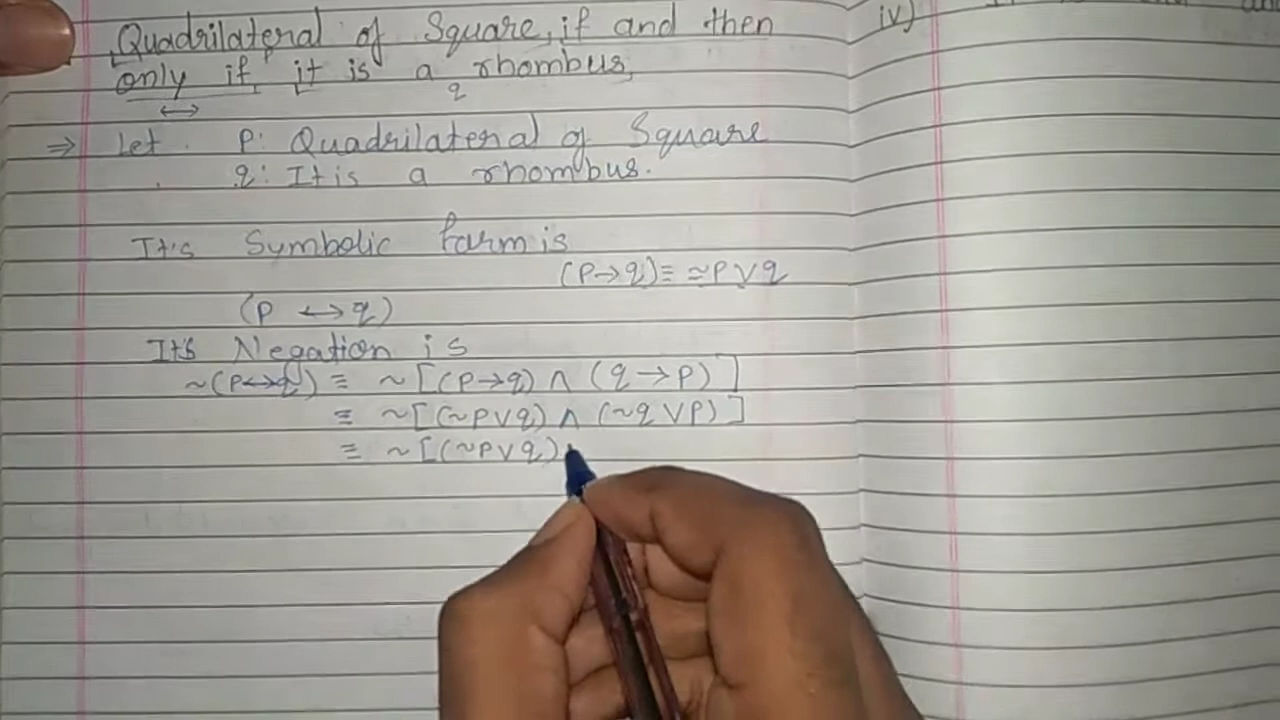 Quadrilateral of Square, if and then
only if, it is a rhombus,
q
↔
⇒ Let. P: Quadrilateral of Square
q: It is a rhombus.
It's Symbolic form is
(P→q) ≡ ~P∨q
(P ↔ q)
It's Negation is
~(P↔q) ≡ ~[(P→q) ∧ (q→P)]
≡ ~[(~P∨q) ∧ (~q∨P)]
≡ ~[(~P∨q)
iv)